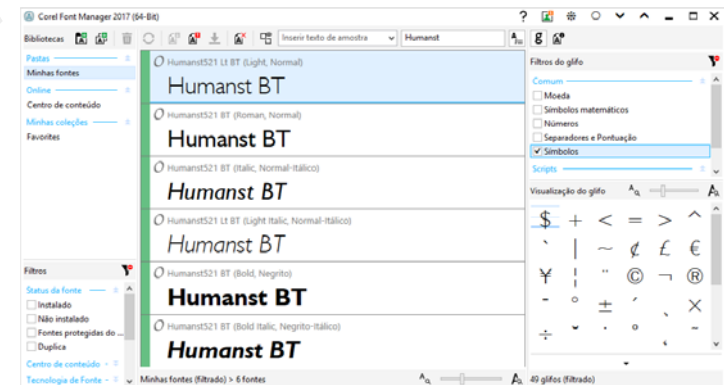 Corel Font Manager 2017 (64-Bit)
Bibliotecas
Inserir texto de amostra
Humanst
Pastas
Minhas fontes
Online
Centro de conteúdo
Minhas coleções
Favorites
Filtros
Status da fonte
Instalado
Não instalado
Fontes protegidas do ...
Duplica
Centro de conteúdo
Tecnologia de Fonte
Humanst521 Lt BT (Light, Normal)
Humanst BT
Humanst521 BT (Roman, Normal)
Humanst BT
Humanst521 BT (Italic, Normal-Itálico)
Humanst BT
Humanst521 Lt BT (Light Italic, Normal-Itálico)
Humanst BT
Humanst521 BT (Bold, Negrito)
Humanst BT
Humanst521 BT (Bold Italic, Negrito-Itálico)
Humanst BT
Minhas fontes (filtrado) > 6 fontes
Filtros do glifo
Comum
Moeda
Símbolos matemáticos
Números
Separadores e Pontuação
Símbolos
Scripts
Visualização do glifo
$ + < = > ^
` | ~ ¢ £ €
¥ ¦ ¨ © ¬ ®
¯ ° ± ´ ¸ ×
÷ ˘ ˙ ˚ ˛ ˜
49 glifos (filtrado)